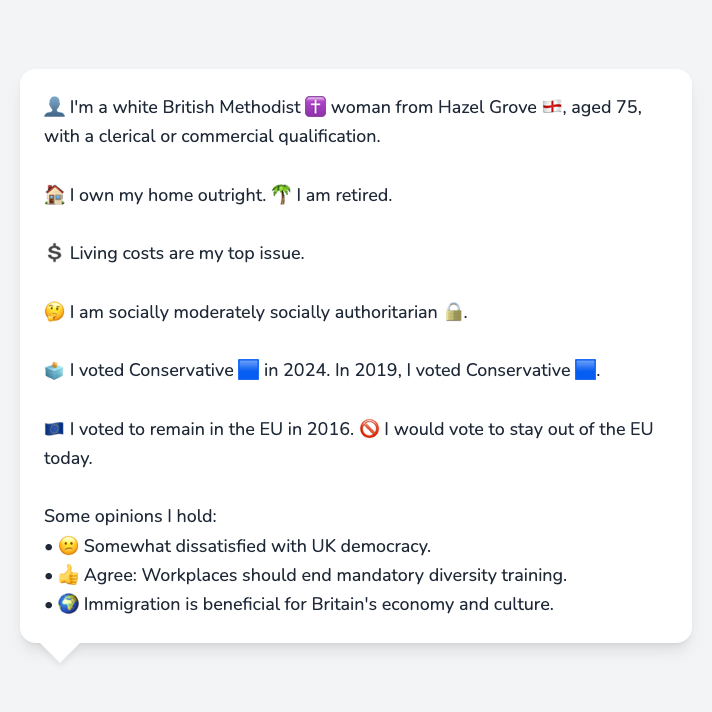 👤 I'm a white British Methodist ✝️ woman from Hazel Grove 🏴󠁧󠁢󠁥󠁮󠁧󠁿, aged 75,
with a clerical or commercial qualification.
🏠 I own my home outright. 🌴 I am retired.
💲 Living costs are my top issue.
🤔 I am socially moderately socially authoritarian 🔒.
🗳️ I voted Conservative 🟦 in 2024. In 2019, I voted Conservative 🟦.
🇪🇺 I voted to remain in the EU in 2016. 🚫 I would vote to stay out of the EU
today.
Some opinions I hold:
• 😕 Somewhat dissatisfied with UK democracy.
• 👍 Agree: Workplaces should end mandatory diversity training.
• 🌍 Immigration is beneficial for Britain's economy and culture.